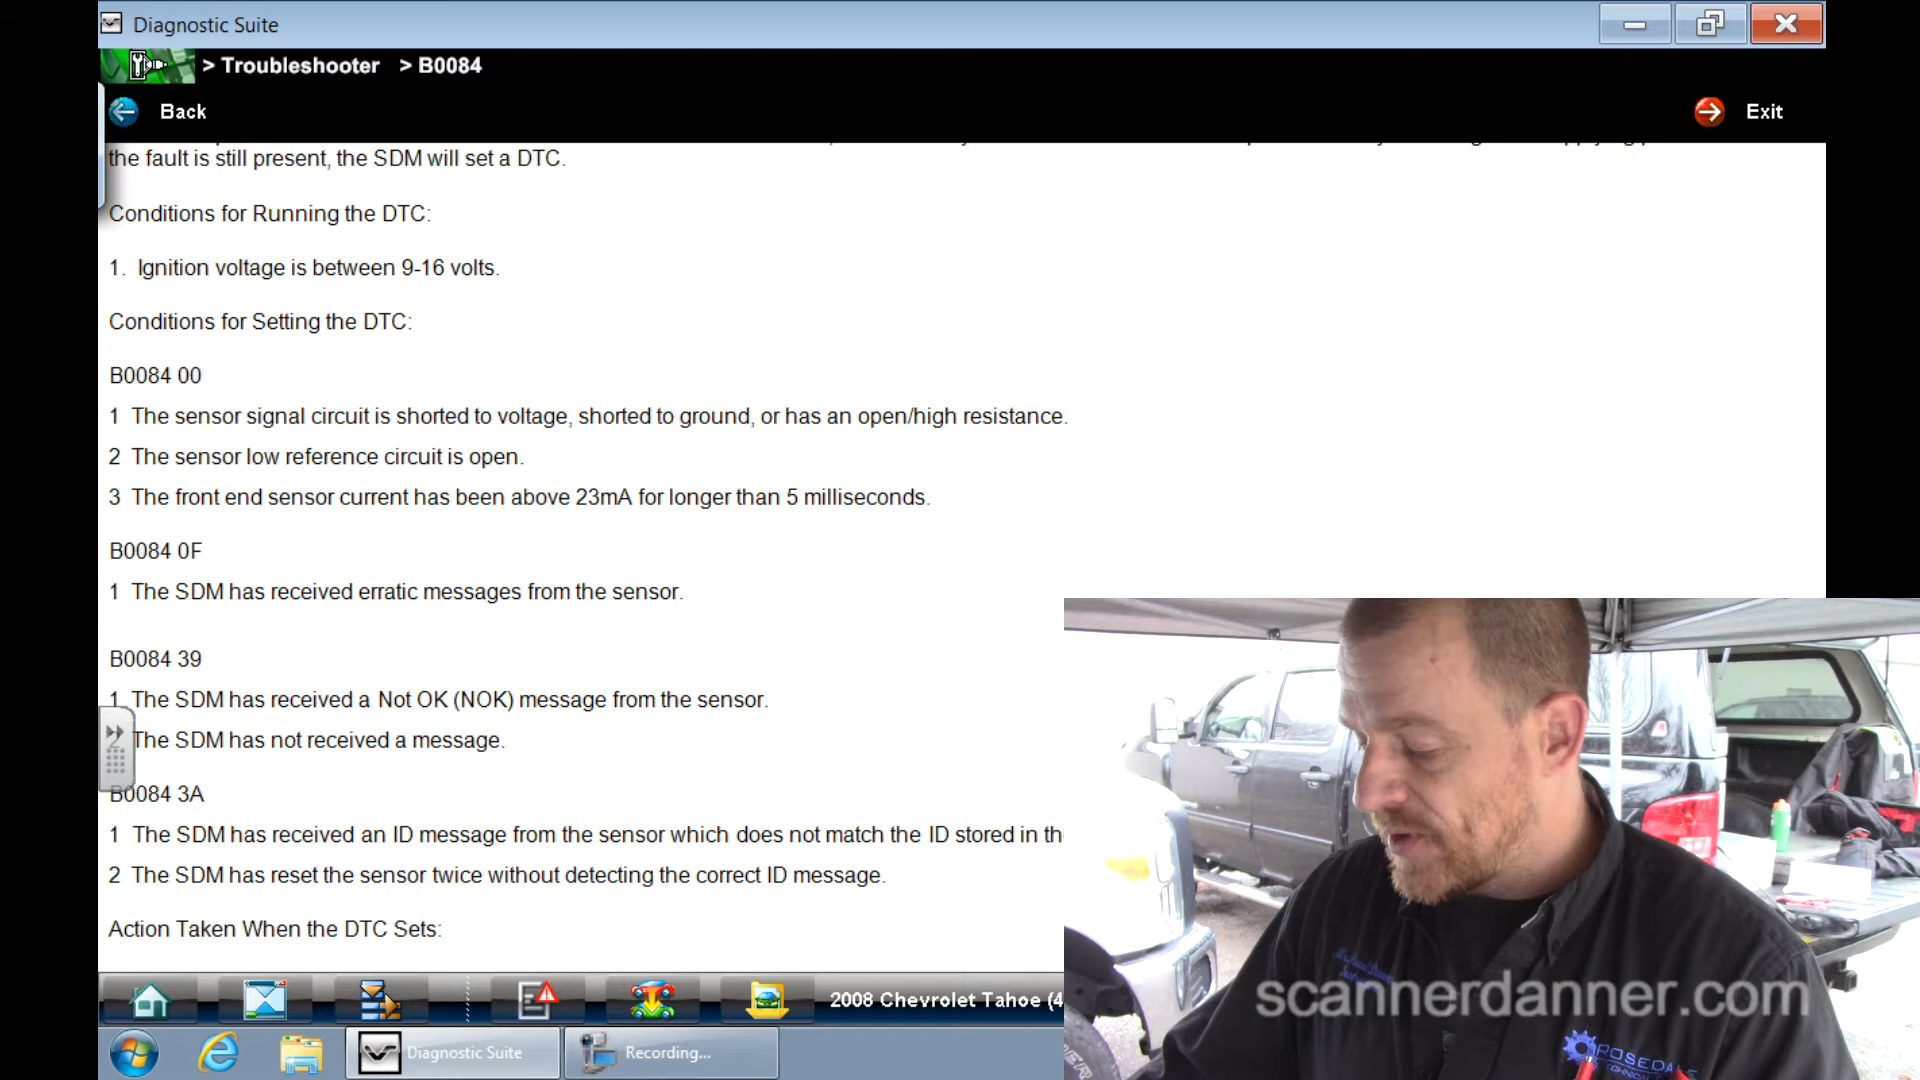 Diagnostic Suite
> Troubleshooter > B0084
Back
Exit
the fault is still present, the SDM will set a DTC.
Conditions for Running the DTC:
1. Ignition voltage is between 9-16 volts.
Conditions for Setting the DTC:
B0084 00
1 The sensor signal circuit is shorted to voltage, shorted to ground, or has an open/high resistance.
2 The sensor low reference circuit is open.
3 The front end sensor current has been above 23mA for longer than 5 milliseconds.
B0084 0F
1 The SDM has received erratic messages from the sensor.
B0084 39
1 The SDM has received a Not OK (NOK) message from the sensor.
2 The SDM has not received a message.
B0084 3A
1 The SDM has received an ID message from the sensor which does not match the ID stored in th
2 The SDM has reset the sensor twice without detecting the correct ID message.
Action Taken When the DTC Sets:
2008 Chevrolet Tahoe (4
scannerdanner.com
Diagnostic Suite
Recording...